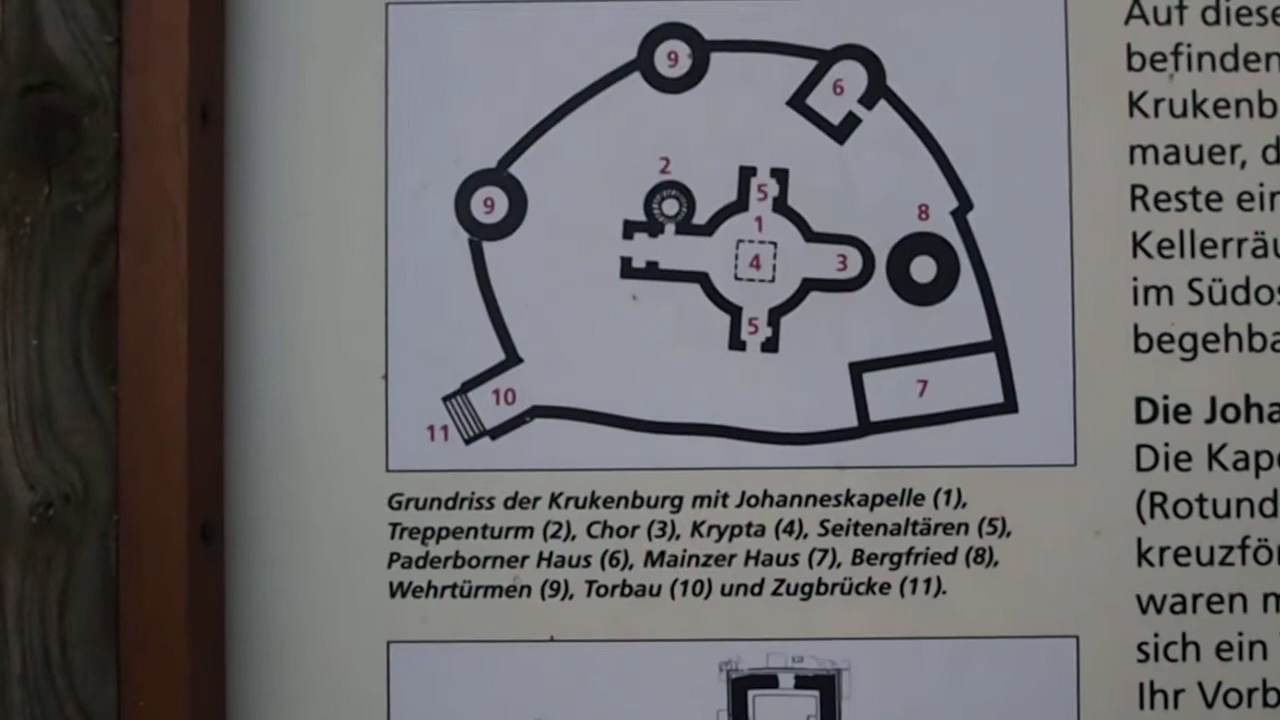 9
6
2
5
9
8
1
4
3
5
7
10
11
Grundriss der Krukenburg mit Johanneskapelle (1),
Treppenturm (2), Chor (3), Krypta (4), Seitenaltären (5),
Paderborner Haus (6), Mainzer Haus (7), Bergfried (8),
Wehrtürmen (9), Torbau (10) und Zugbrücke (11).
Auf diese
befinden
Krukenb
mauer, d
Reste ein
Kellerräu
im Südos
begehba
Die Joha
Die Kape
(Rotund
kreuzför
waren m
sich ein
Ihr Vorb